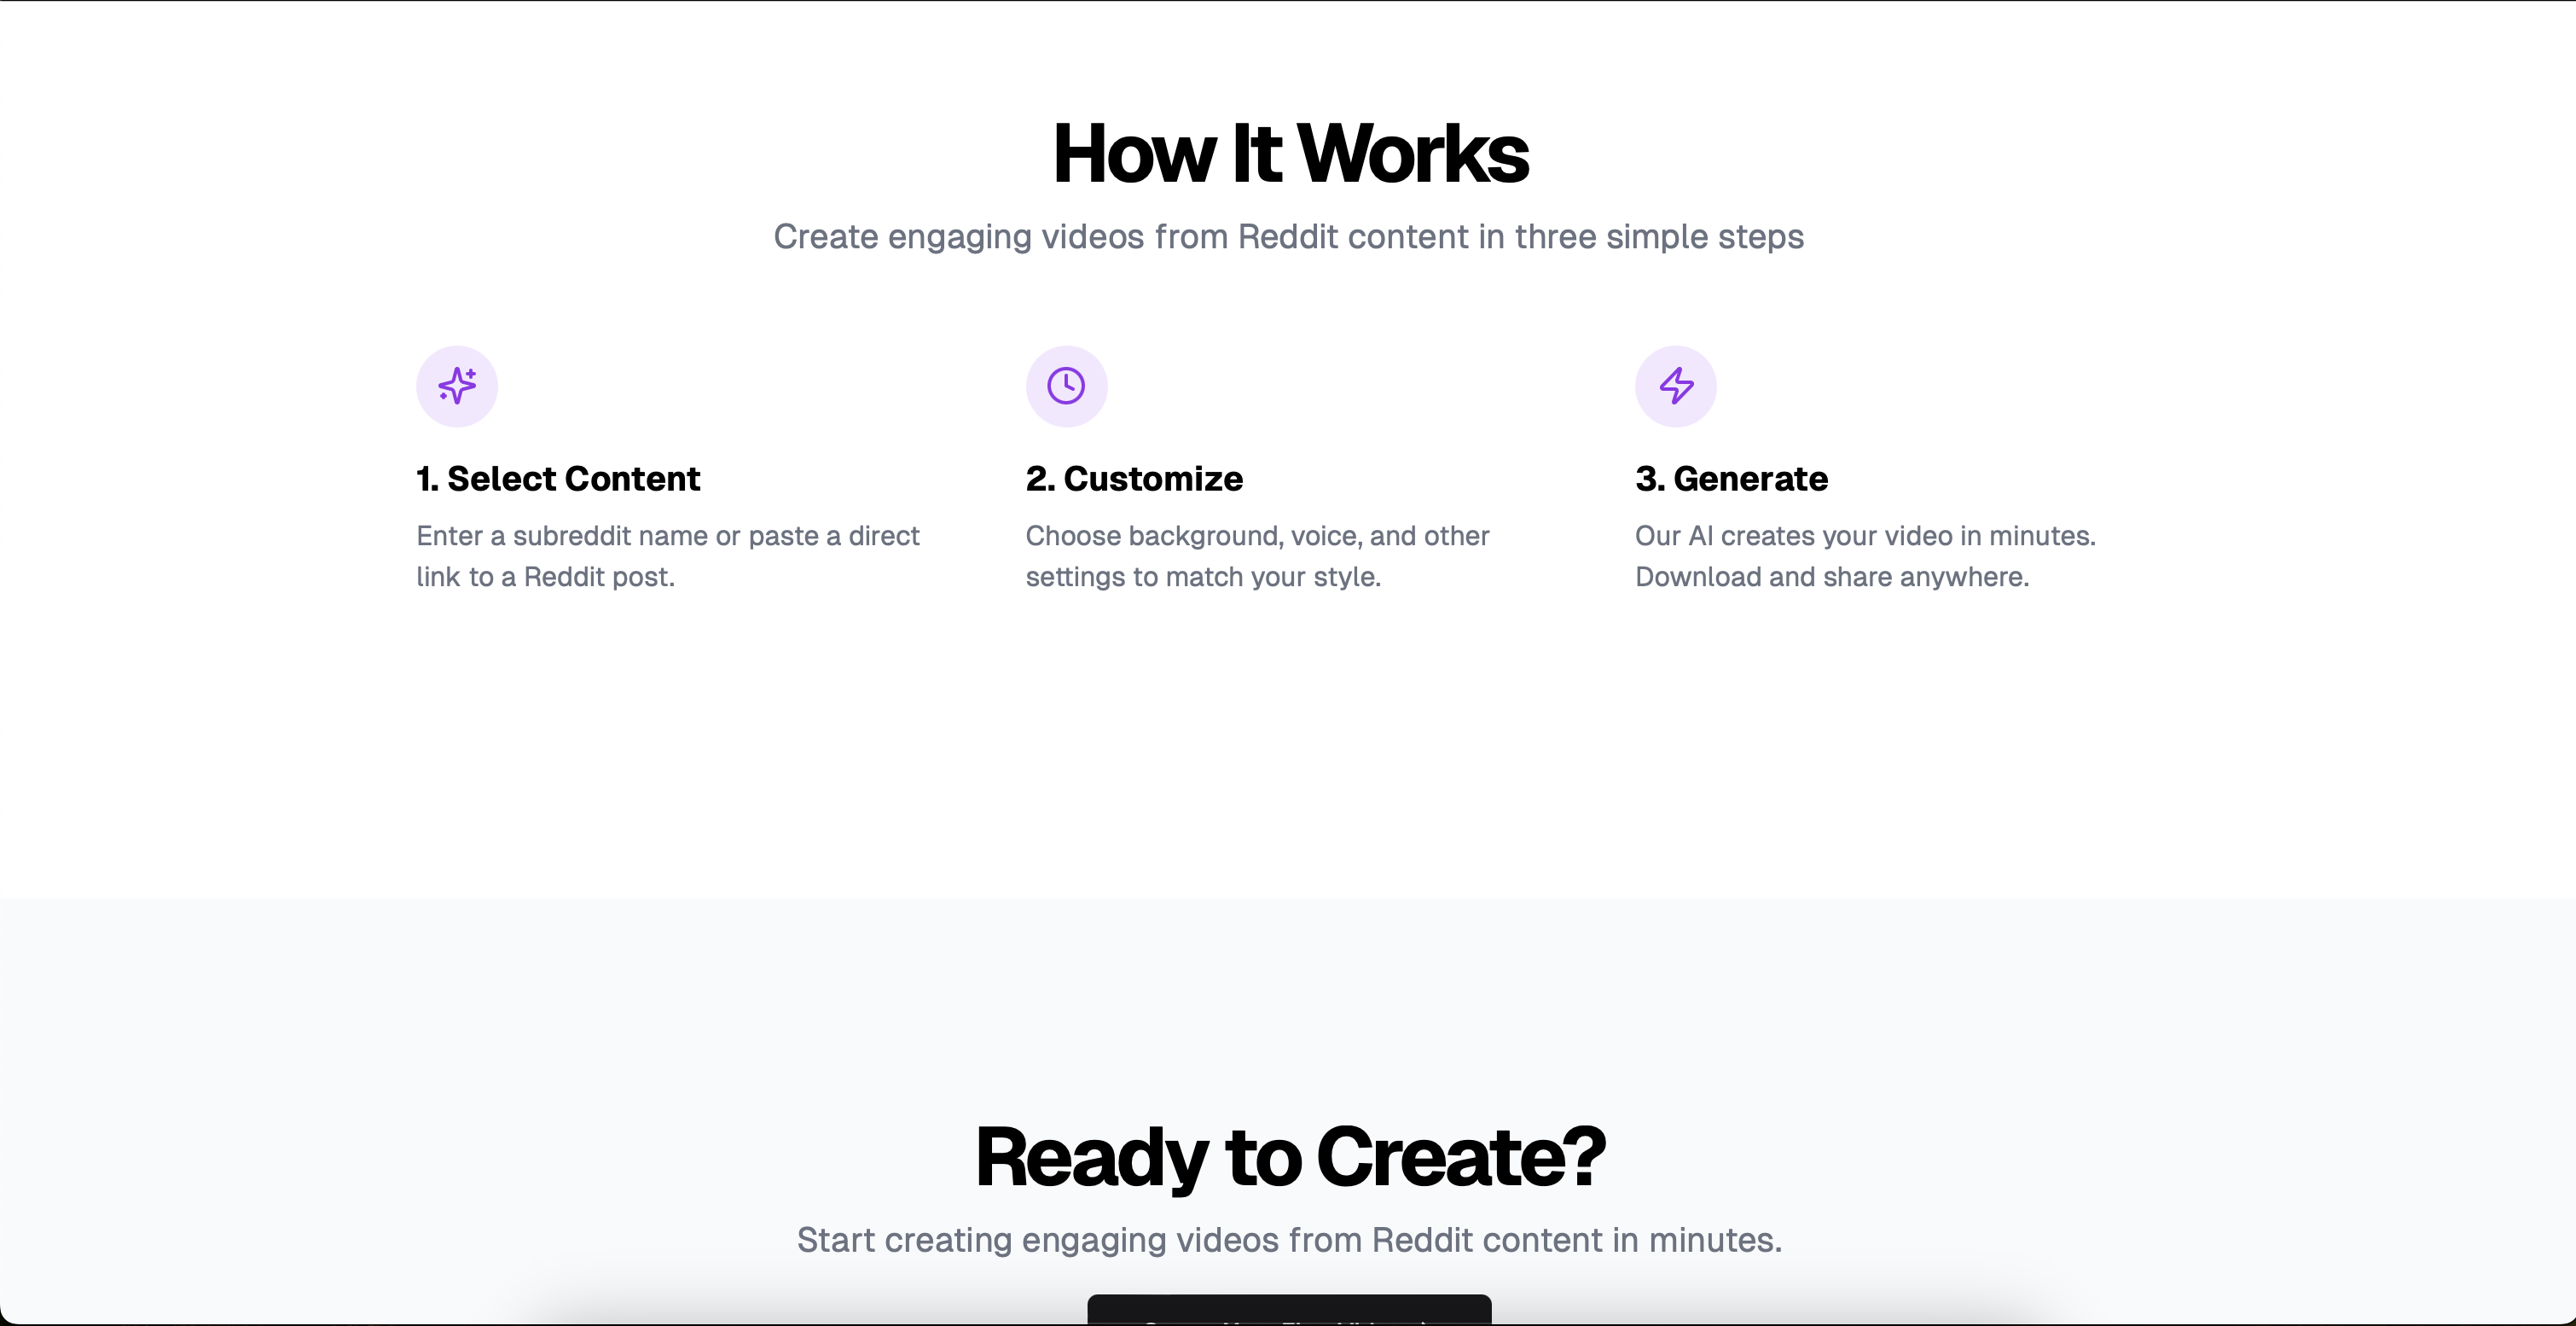 How It Works
Create engaging videos from Reddit content in three simple steps
1. Select Content
Enter a subreddit name or paste a direct
link to a Reddit post.
2. Customize
Choose background, voice, and other
settings to match your style.
3. Generate
Our AI creates your video in minutes.
Download and share anywhere.
Ready to Create?
Start creating engaging videos from Reddit content in minutes.